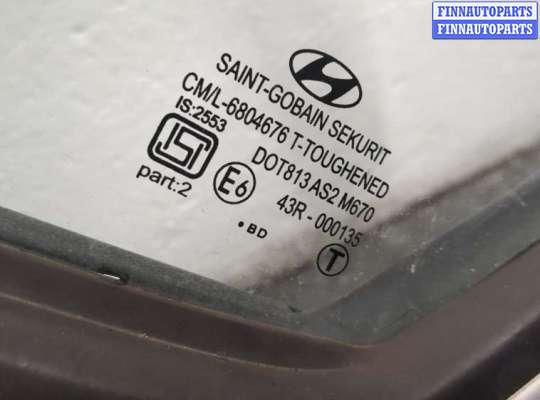 FINNAUTOPARTS
FINNAUTOPARTS
SAINT-GOBAIN SEKURIT
CM/L-6804676 T-TOUGHENED
IS:2553
DOT813 AS2 M670
ISI
E6
43R - 000135
part:2
•BD
T